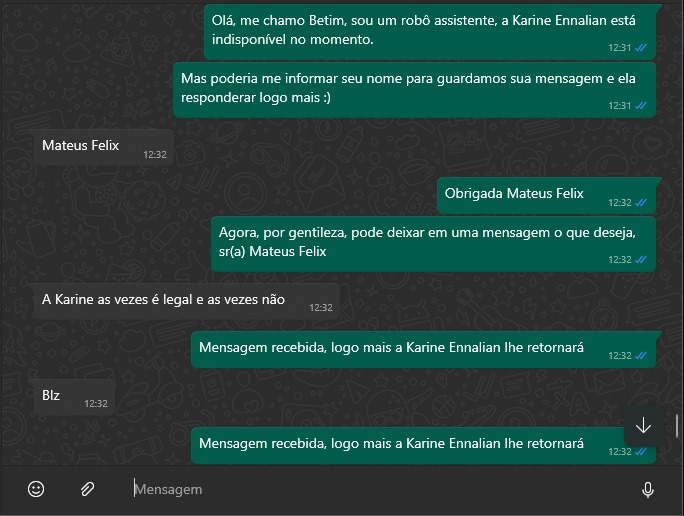 Olá, me chamo Betim, sou um robô assistente, a Karine Ennalian está
indisponível no momento.
12:31
Mas poderia me informar seu nome para guardamos sua mensagem e ela
responderar logo mais :)
12:31
Mateus Felix
12:32
Obrigada Mateus Felix
12:32
Agora, por gentileza, pode deixar em uma mensagem o que deseja,
sr(a) Mateus Felix
12:32
A Karine as vezes é legal e as vezes não
12:32
Mensagem recebida, logo mais a Karine Ennalian lhe retornará
12:32
Blz
12:32
Mensagem recebida, logo mais a Karine Ennalian lhe retornará
12:32
Mensagem